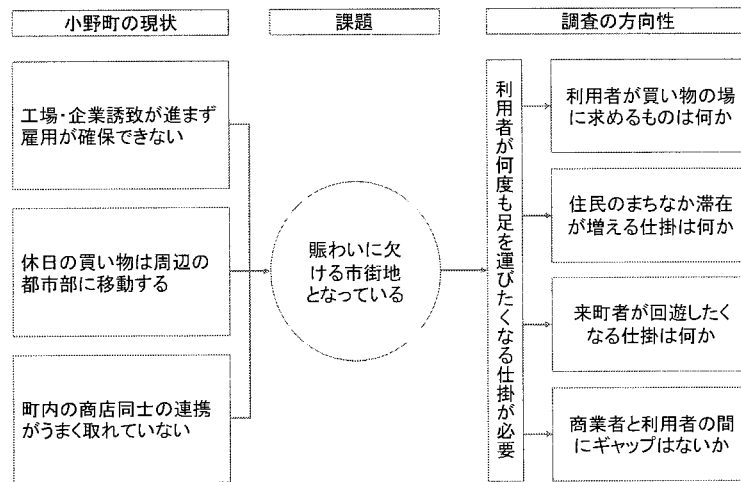 小野町の現状
課題
調査の方向性
工場・企業誘致が進まず
雇用が確保できない
休日の買い物は周辺の
都市部に移動する
町内の商店同士の連携
がうまく取れていない
賑わいに欠
ける市街地
となっている
利用者が何度も足を運びたくなる仕掛が必要
利用者が買い物の場
に求めるものは何か
住民のまちなか滞在
が増える仕掛は何か
来町者が回遊したく
なる仕掛は何か
商業者と利用者の間
にギャップはないか